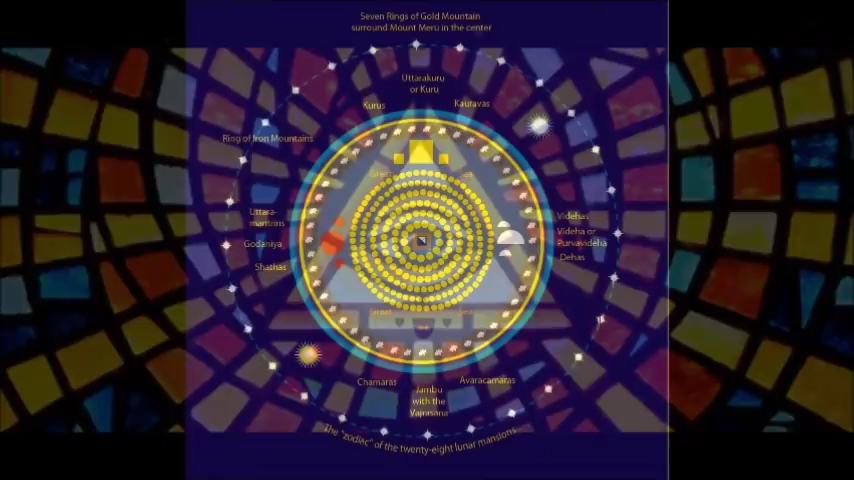 Seven Rings of Gold Mountain
surround Mount Meru in the center
Uttarakuru
or Kuru
Kurus
Kauravas
Ring of Iron Mountains
Uttara-
mantrins
Godaniya
Shathas
Videhas
Videha or
Purvavideha
Dehas
Chamaras
Jambu
with the
Vajrasana
Avaracamaras
The "zodiac" of the twenty-eight lunar mansions